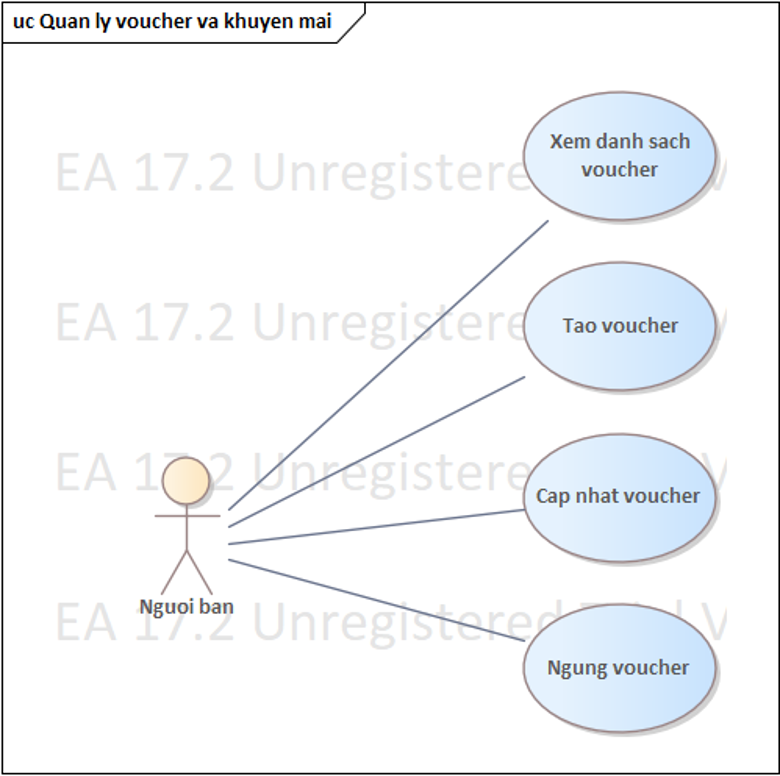 uc Quan ly voucher va khuyen mai
Xem danh sach
voucher
EA 17.2 Unregistered
Tao voucher
EA 17.2 Unregistered
Cap nhat voucher
EA 17.2 Unregistered
Nguoi ban
EA 17.2 Unregistered Trial V
Ngung voucher